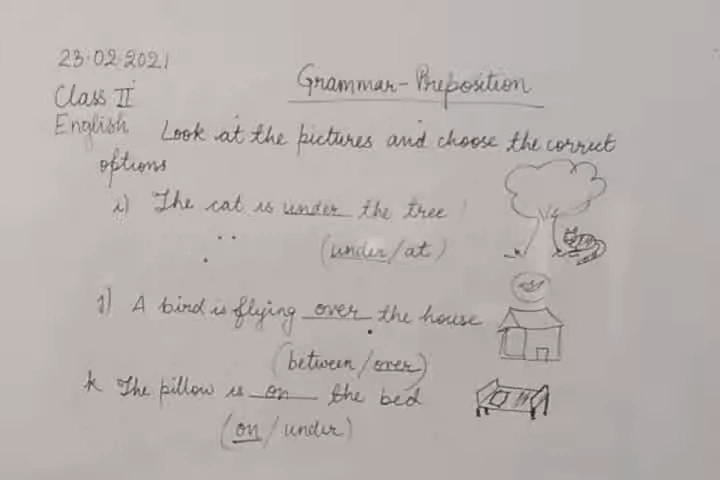 23.02.2021
Grammar-Preposition
Class II
English Look at the pictures and choose the correct
options
i) The cat is under the tree
(under/at)
j) A bird is flying over the house
(between/over)
k The pillow is on the bed
(on/under)